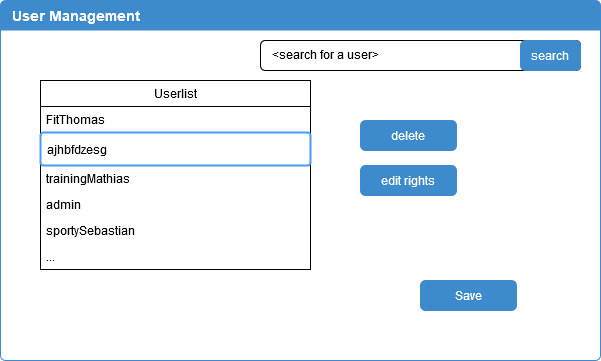 User Management
<search for a user>
search
Userlist
FitThomas
ajhbfdzesg
trainingMathias
admin
sportySebastian
...
delete
edit rights
Save